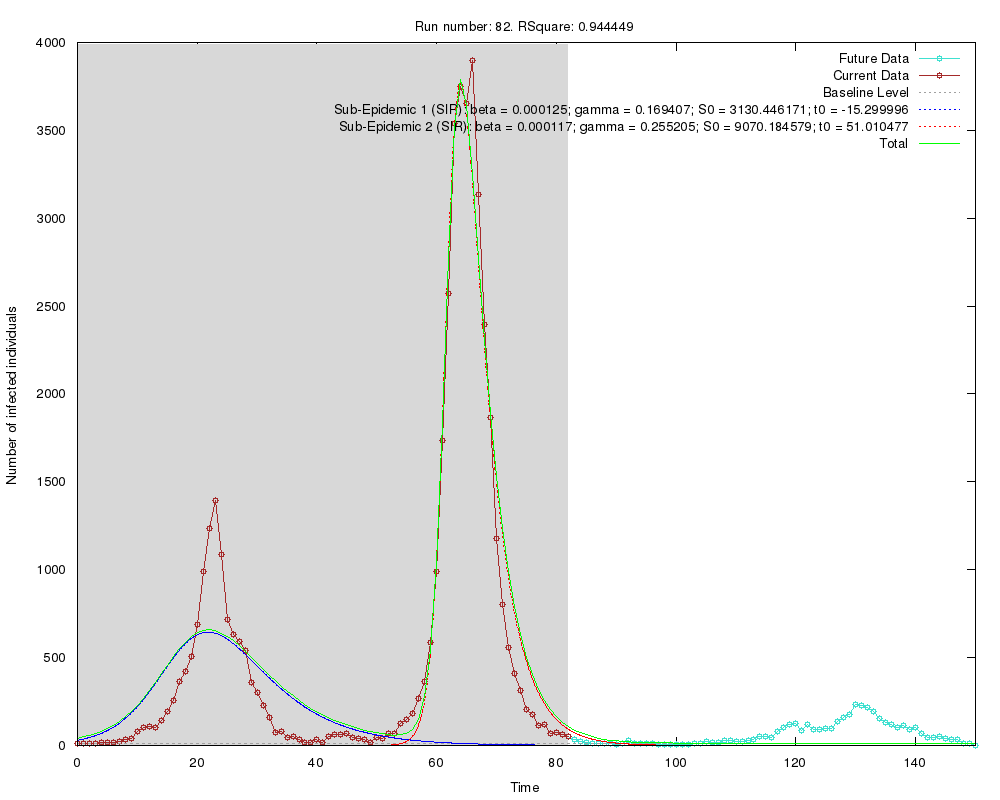 Run number: 82. RSquare: 0.944449
Future Data
Current Data
Baseline Level
Sub-Epidemic 1 (SIR): beta = 0.000125; gamma = 0.169407; S0 = 3130.446171; t0 = -15.299996
Sub-Epidemic 2 (SIR): beta = 0.000117; gamma = 0.255205; S0 = 9070.184579; t0 = 51.010477
Total
Number of infected individuals
4000
3500
3000
2500
2000
1500
1000
500
0
0 20 40 60 80 100 120 140
Time